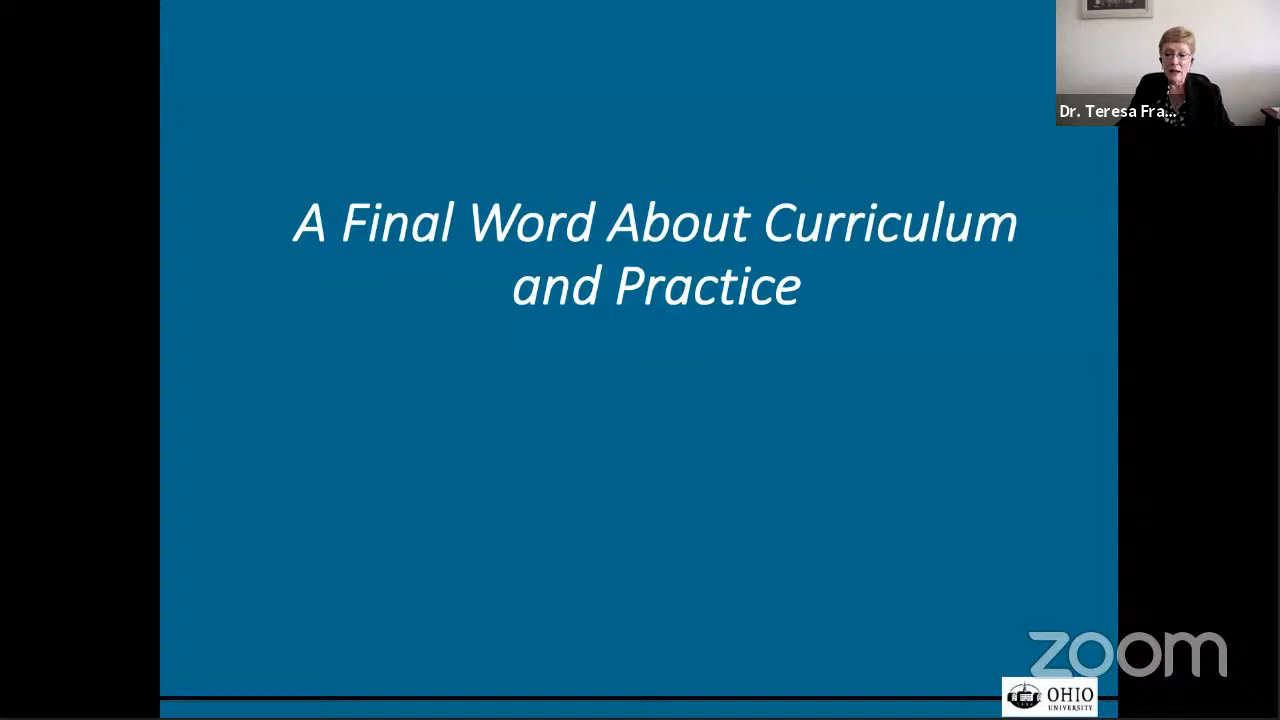 Dr. Teresa Fra...
A Final Word About Curriculum
and Practice
zoom
OHIO
UNIVERSITY